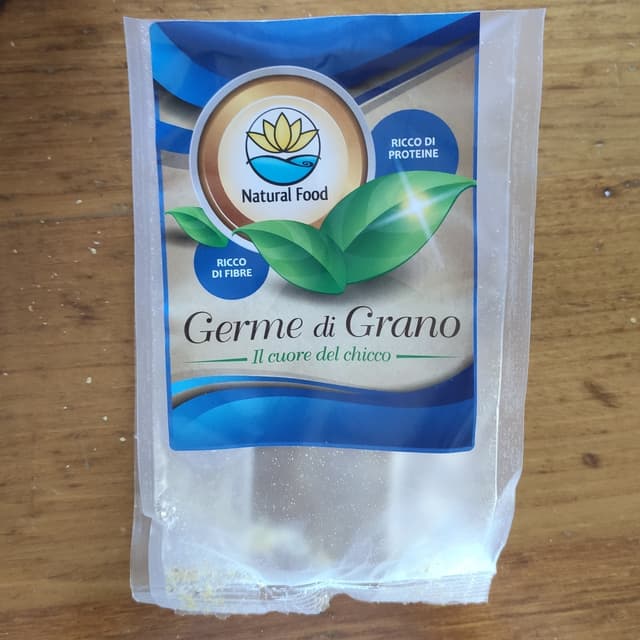 RICCO DI
PROTEINE
Natural Food
RICCO
DI FIBRE
Germe di Grano
Il cuore del chicco